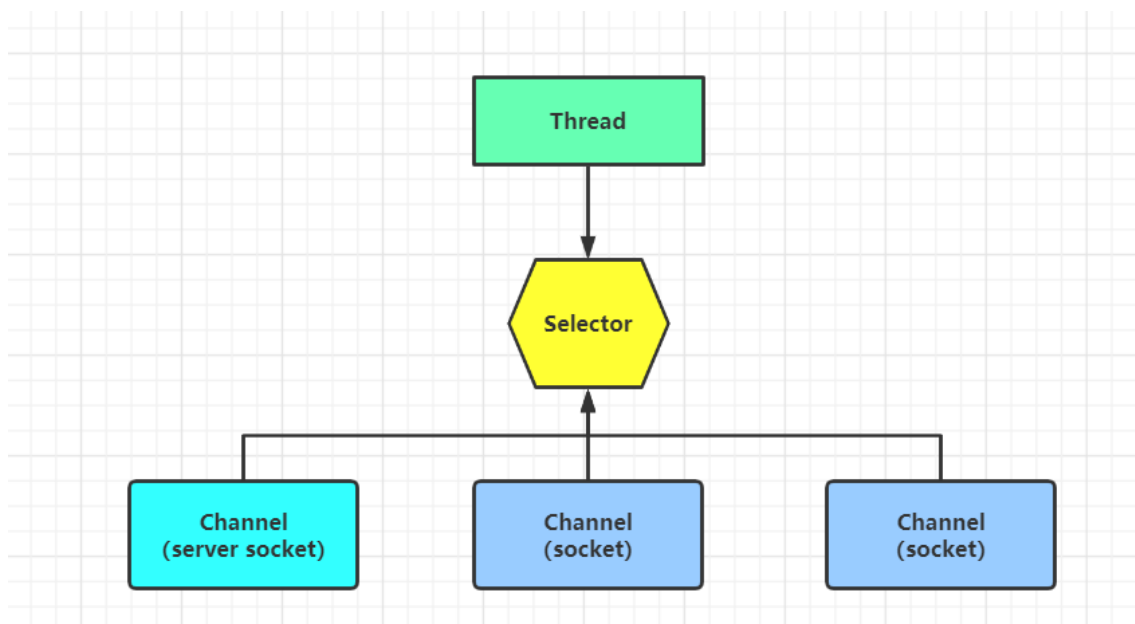 Thread
Selector
Channel
(server socket)
Channel
(socket)
Channel
(socket)